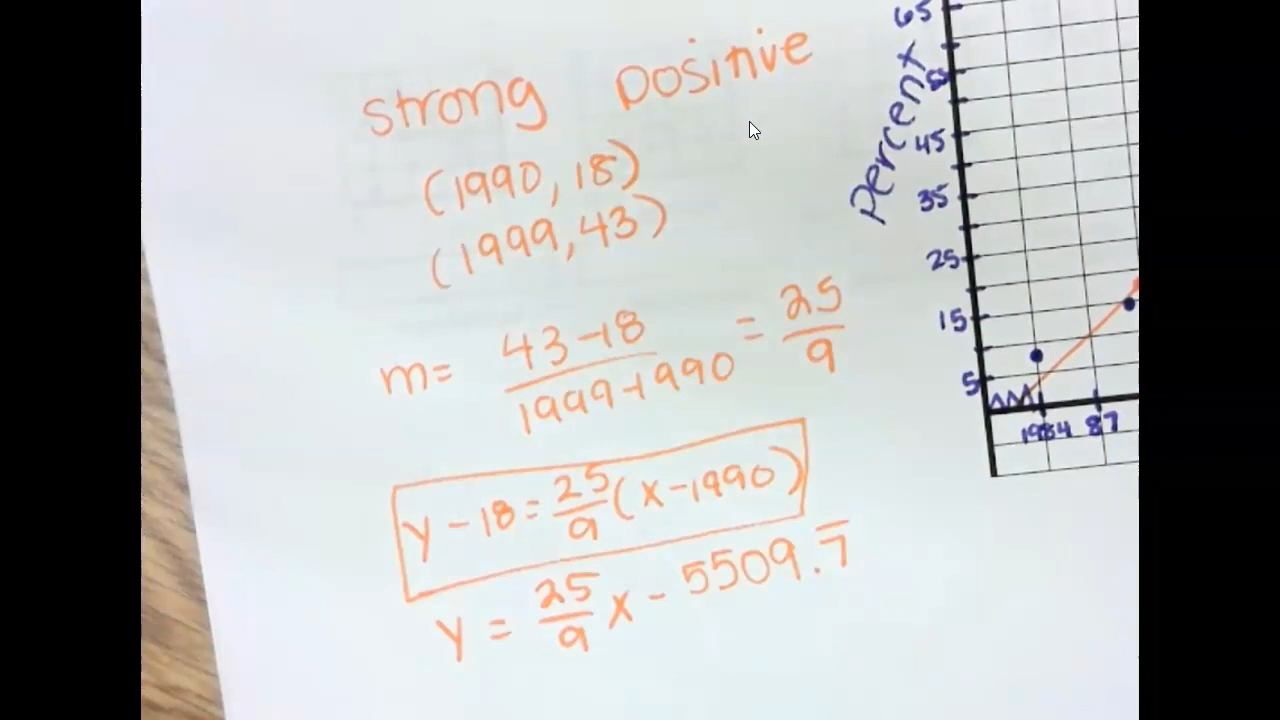 strong positive
(1990, 18)
(1999, 43)
m= 43-18 / 1999-1990 = 25/9
y - 18 = 25/9 (x - 1990)
y = 25/9 x - 5509.7̅
Percent
65
45
35
25
15
5
1984 87